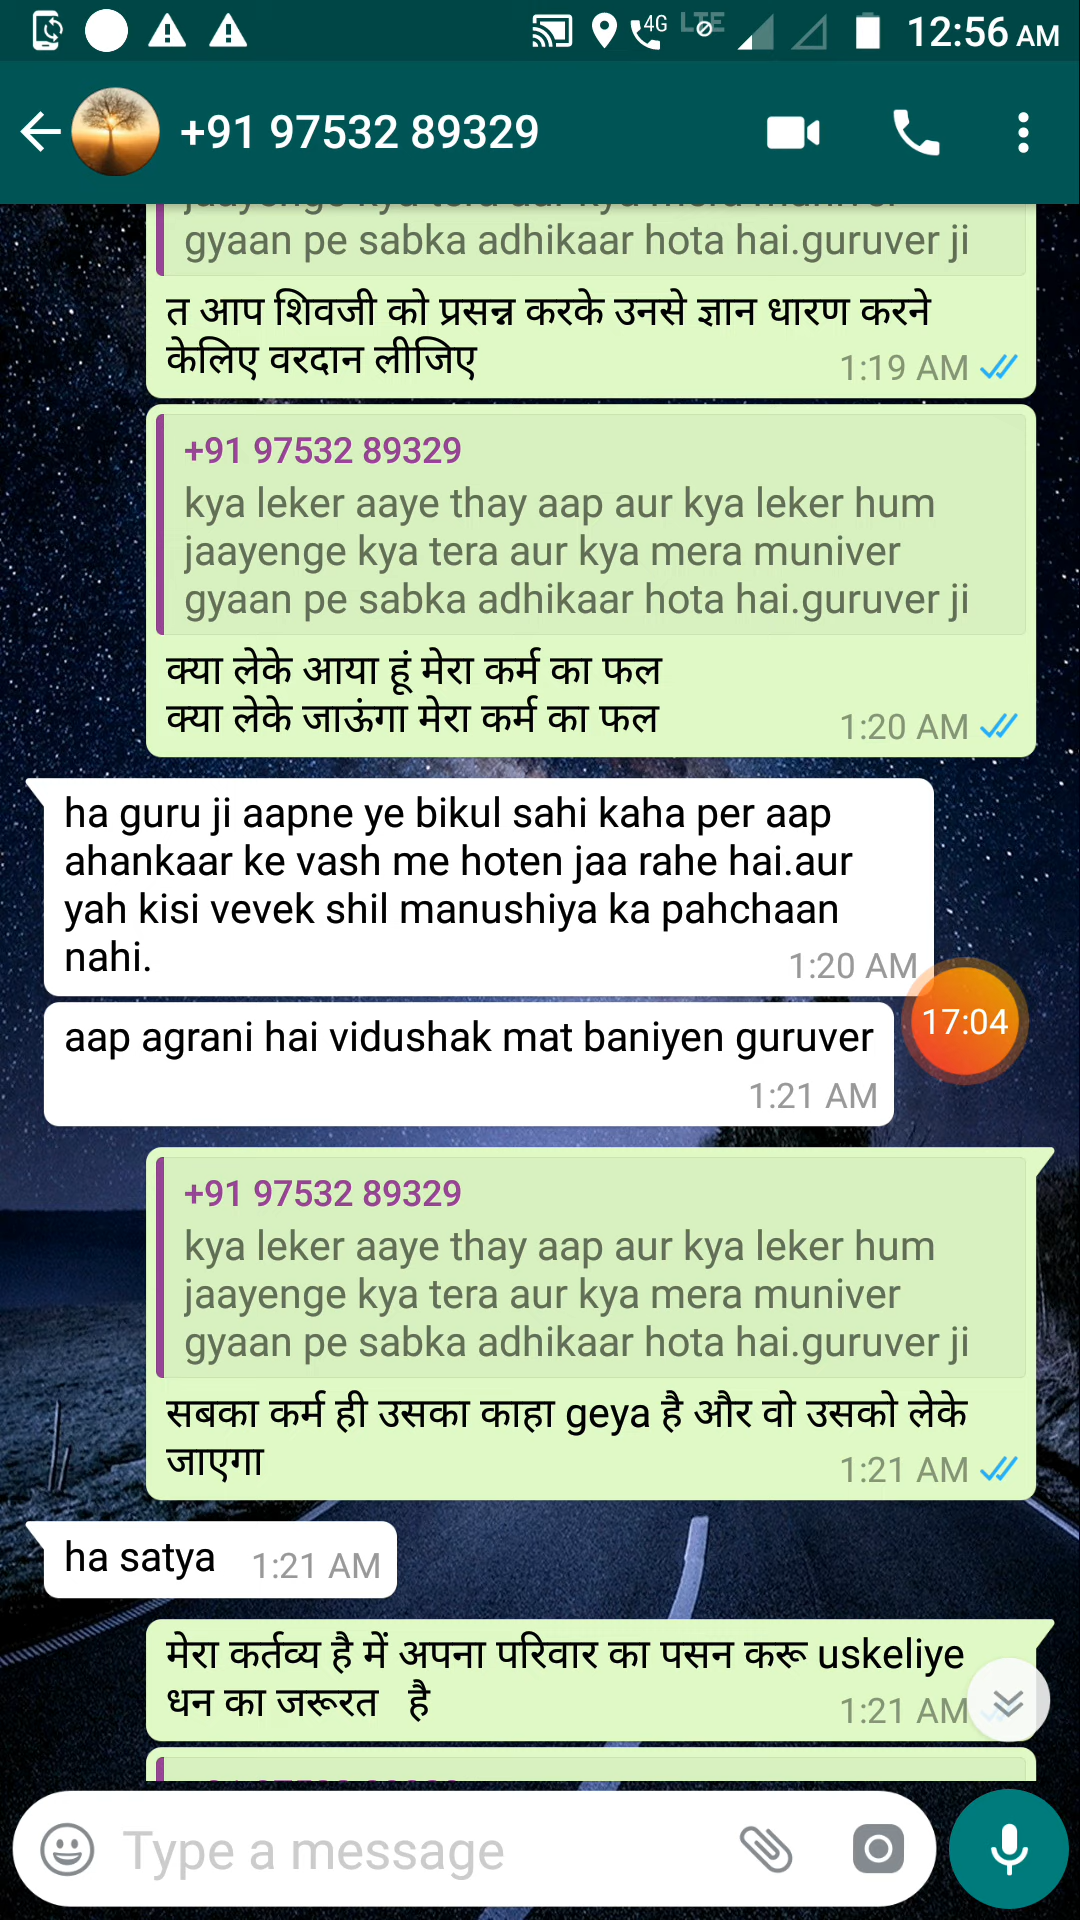 4G
LTE
12:56 AM
+91 97532 89329
gyaan pe sabka adhikaar hota hai.guruver ji
त आप शिवजी को प्रसन्न करके उनसे ज्ञान धारण करने
केलिए वरदान लीजिए
1:19 AM
+91 97532 89329
kya leker aaye thay aap aur kya leker hum
jaayenge kya tera aur kya mera muniver
gyaan pe sabka adhikaar hota hai.guruver ji
क्या लेके आया हूं मेरा कर्म का फल
क्या लेके जाऊंगा मेरा कर्म का फल
1:20 AM
ha guru ji aapne ye bikul sahi kaha per aap
ahankaar ke vash me hoten jaa rahe hai.aur
yah kisi vevek shil manushiya ka pahchaan
nahi.
1:20 AM
17:04
aap agrani hai vidushak mat baniyen guruver
1:21 AM
+91 97532 89329
kya leker aaye thay aap aur kya leker hum
jaayenge kya tera aur kya mera muniver
gyaan pe sabka adhikaar hota hai.guruver ji
सबका कर्म ही उसका काहा geya है और वो उसको लेके
जाएगा
1:21 AM
ha satya 1:21 AM
मेरा कर्तव्य है में अपना परिवार का पसन करू uskeliye
धन का जरूरत है
1:21 AM
Type a message